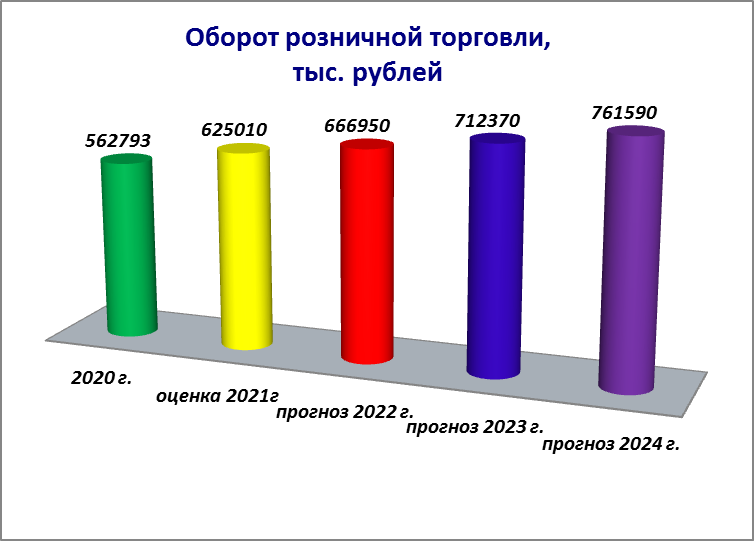 Оборот розничной торговли,
тыс. рублей
562793
625010
666950
712370
761590
2020 г.
оценка 2021г
прогноз 2022 г.
прогноз 2023 г.
прогноз 2024 г.